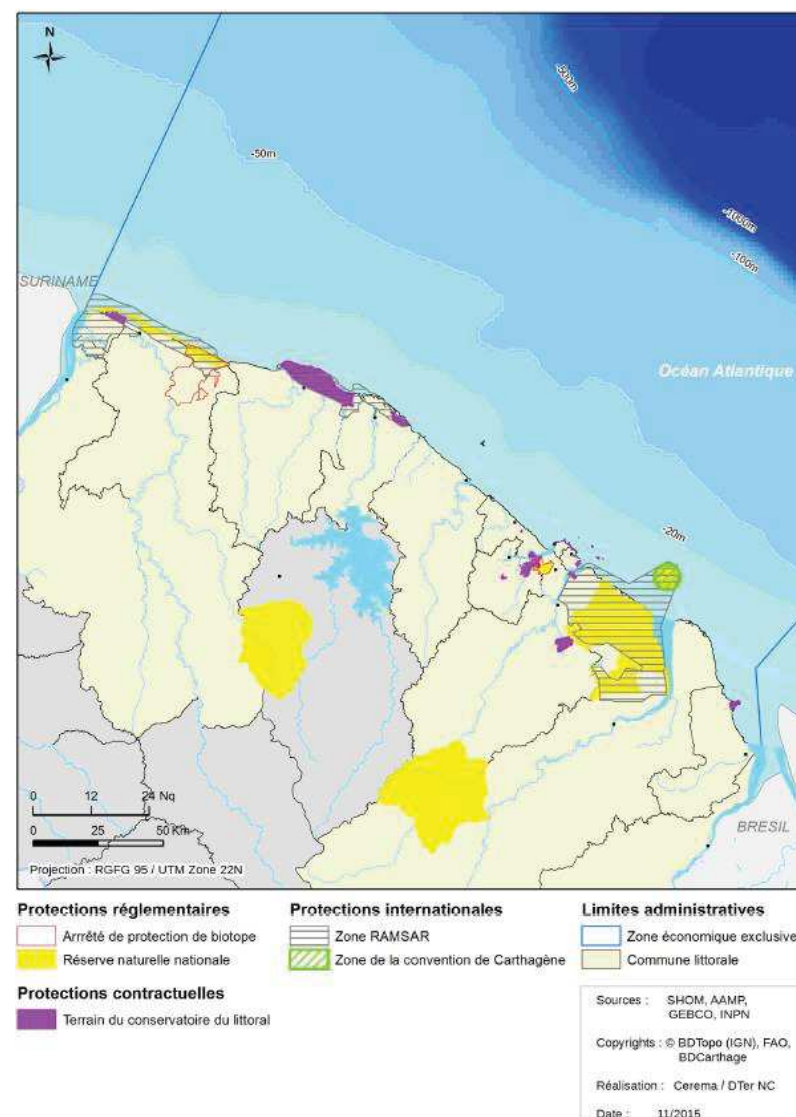 N
-500m
-50m
-1000m
-100m
SURINAME
Océan Atlantique
-20m
0 12 24 Nq
0 25 50 Km
BRESIL
Projection : RGFG 95 / UTM Zone 22N
Protections réglementaires
Arrrêté de protection de biotope
Réserve naturelle nationale
Protections contractuelles
Terrain du conservatoire du littoral
Protections internationales
Zone RAMSAR
Zone de la convention de Carthagène
Limites administratives
Zone économique exclusive
Commune littorale
Sources : SHOM, AAMP,
GEBCO, INPN
Copyrights : © BDTopo (IGN), FAO,
BDCarthage
Réalisation : Cerema / DTer NC
Date : 11/2015